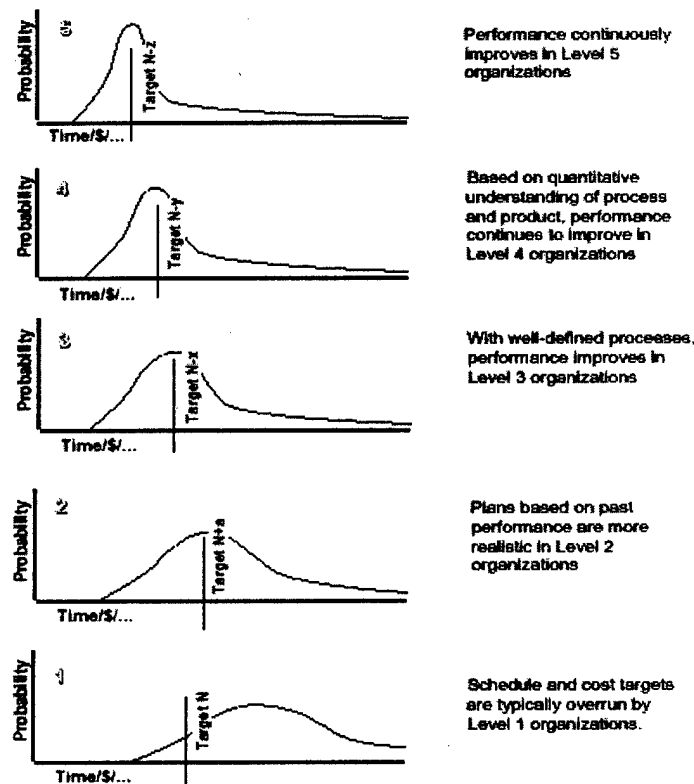 5
Probability
Target N-z
Time/$/...
Performance continuously
improves in Level 5
organizations
4
Probability
Target N-y
Time/$/...
Based on quantitative
understanding of process
and product, performance
continues to improve in
Level 4 organizations
3
Probability
Target N-x
Time/$/...
With well-defined processes,
performance improves in
Level 3 organizations
2
Probability
Target N+a
Time/$/...
Plans based on past
performance are more
realistic in Level 2
organizations
1
Probability
Target N
Time/$/...
Schedule and cost targets
are typically overrun by
Level 1 organizations.